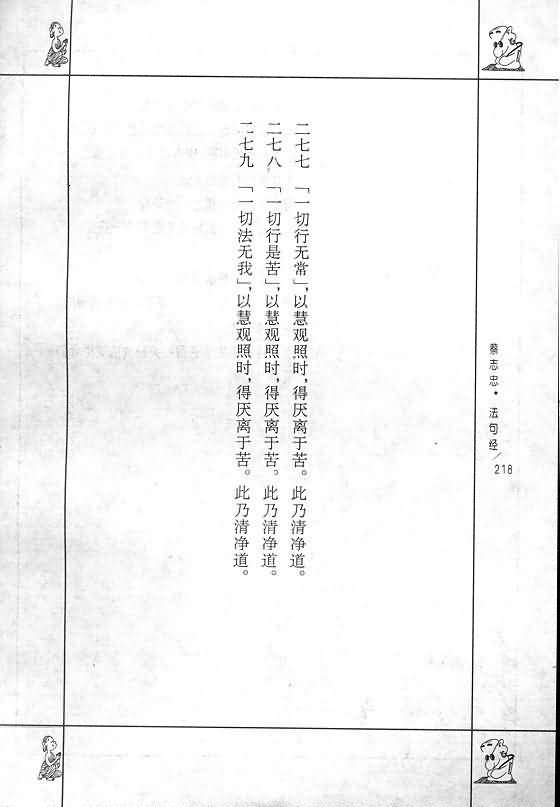 二七七 「一切行无常」，以慧观照时，得厌离于苦。此乃清净道。
二七八 「一切行是苦」，以慧观照时，得厌离于苦。此乃清净道。
二七九 「一切法无我」，以慧观照时，得厌离于苦。此乃清净道。
蔡志忠·法句经/218